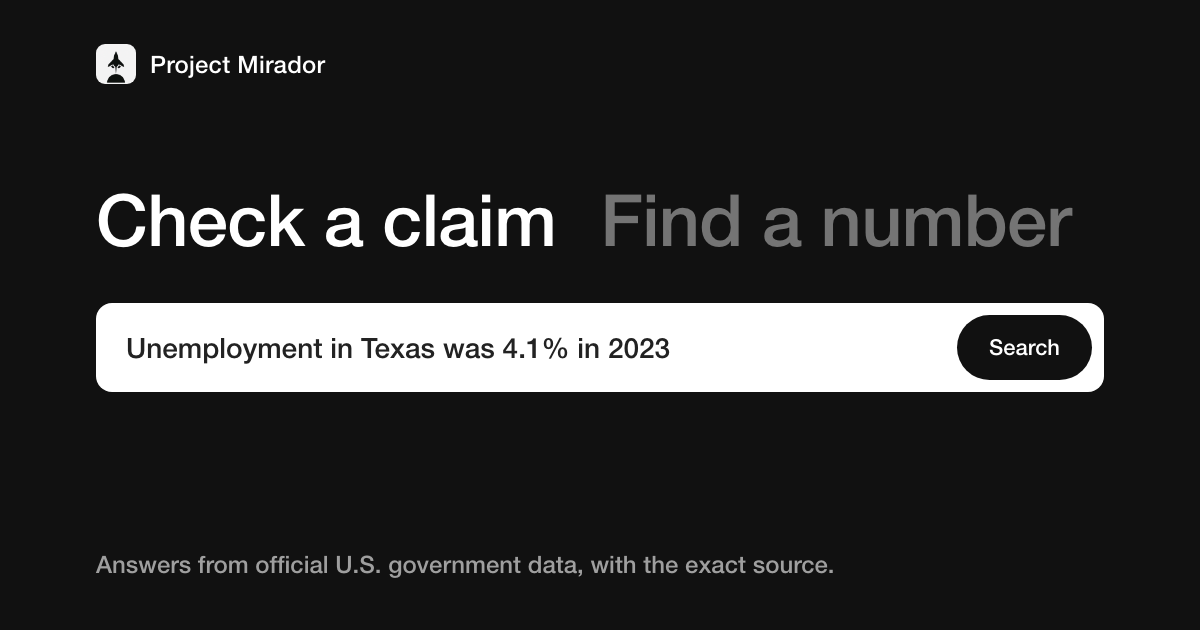 Project Mirador
Check a claim Find a number
Unemployment in Texas was 4.1% in 2023
Search
Answers from official U.S. government data, with the exact source.